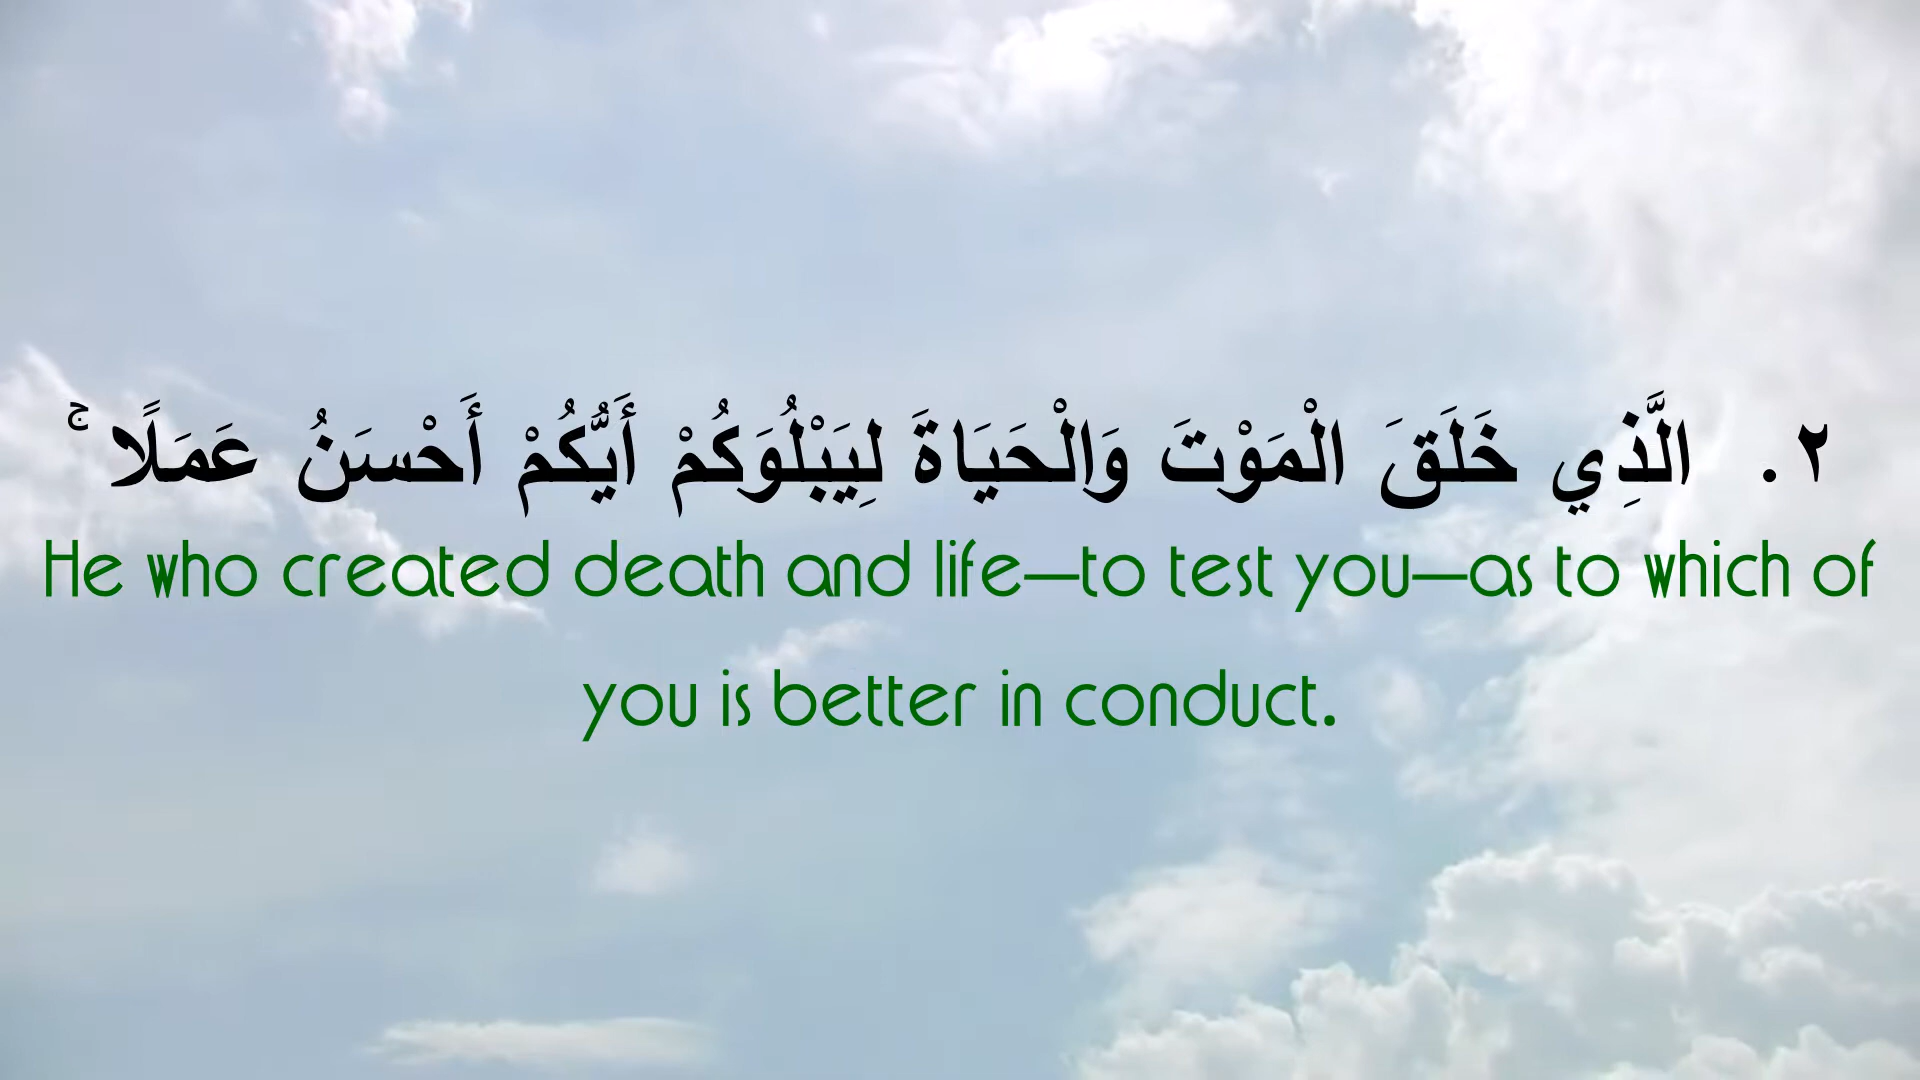 ٢. الَّذِي خَلَقَ الْمَوْتَ وَالْحَيَاةَ لِيَبْلُوَكُمْ أَيُّكُمْ أَحْسَنُ عَمَلًا ۚ
He who created death and life—to test you—as to which of
you is better in conduct.